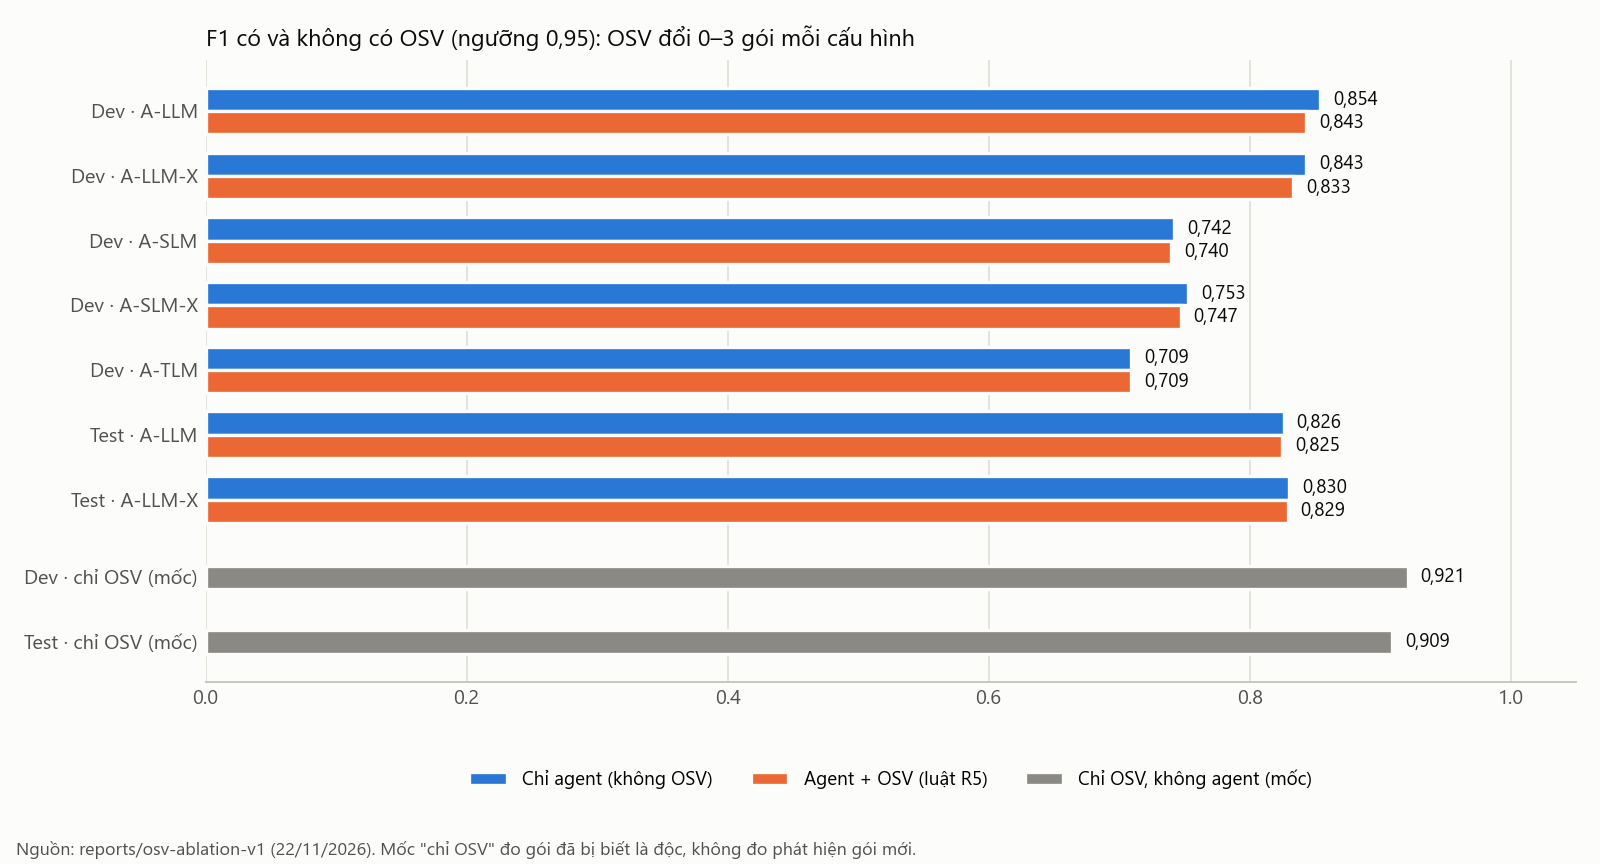 F1 có và không có OSV (ngưỡng 0,95): OSV đổi 0–3 gói mỗi cấu hình
Dev · A-LLM
0,854
0,843
Dev · A-LLM-X
0,843
0,833
Dev · A-SLM
0,742
0,740
Dev · A-SLM-X
0,753
0,747
Dev · A-TLM
0,709
0,709
Test · A-LLM
0,826
0,825
Test · A-LLM-X
0,830
0,829
Dev · chỉ OSV (mốc)
0,921
Test · chỉ OSV (mốc)
0,909
0.0 0.2 0.4 0.6 0.8 1.0
Chỉ agent (không OSV) Agent + OSV (luật R5) Chỉ OSV, không agent (mốc)
Nguồn: reports/osv-ablation-v1 (22/11/2026). Mốc "chỉ OSV" đo gói đã bị biết là độc, không đo phát hiện gói mới.